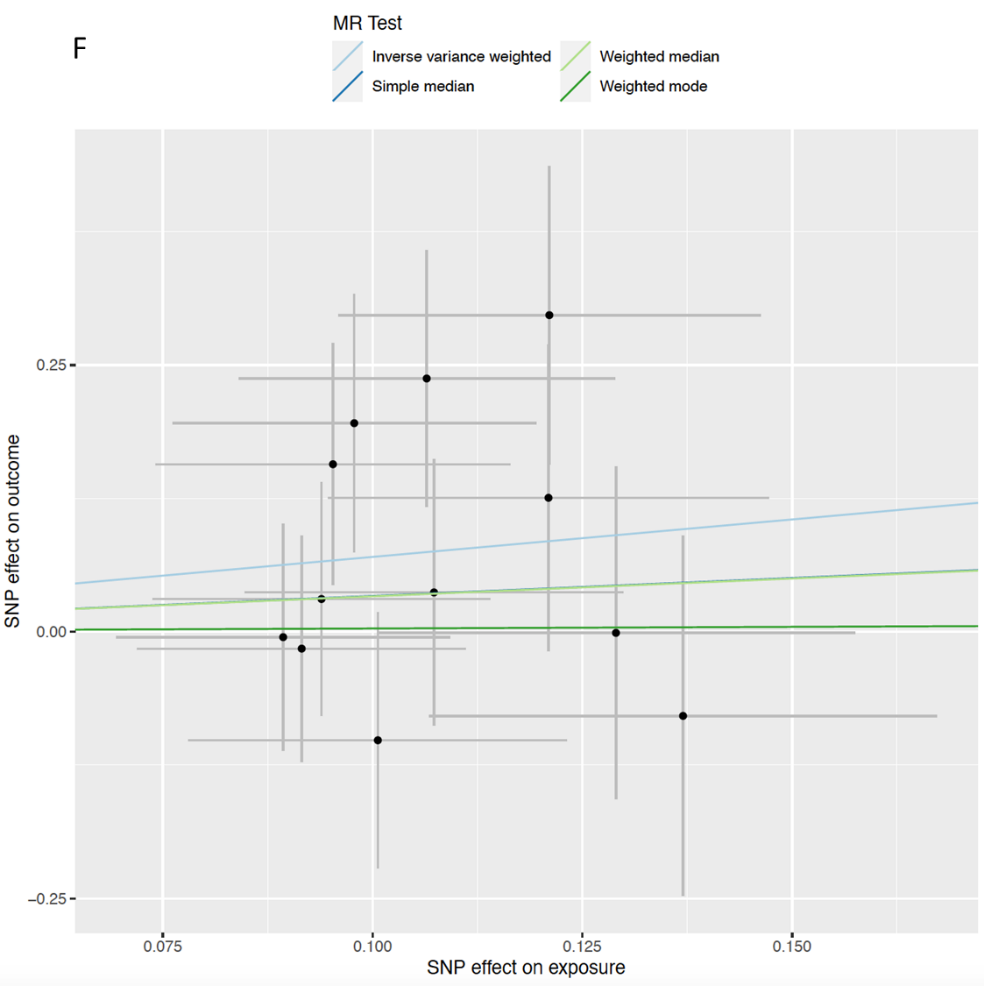 F
MR Test
Inverse variance weighted
Weighted median
Simple median
Weighted mode
SNP effect on outcome
0.25
0.00
−0.25
0.075
0.100
0.125
0.150
SNP effect on exposure